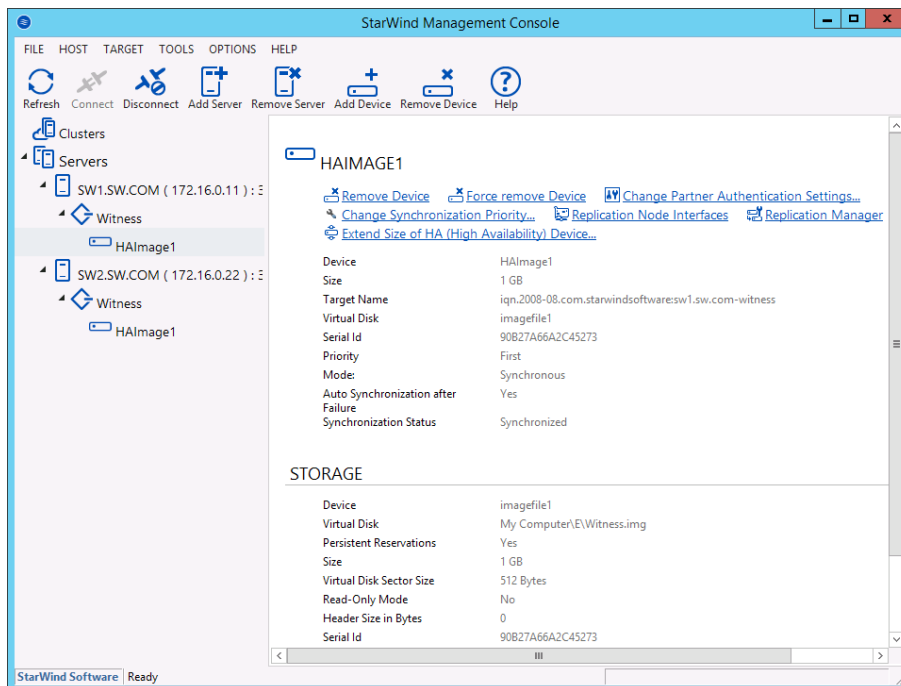 StarWind Management Console
FILE HOST TARGET TOOLS OPTIONS HELP
Refresh Connect Disconnect Add Server Remove Server Add Device Remove Device Help
Clusters
Servers
SW1.SW.COM ( 172.16.0.11 ) : 3
Witness
HAImage1
SW2.SW.COM ( 172.16.0.22 ) : 3
Witness
HAImage1
HAIMAGE1
Remove Device Force remove Device Change Partner Authentication Settings...
Change Synchronization Priority... Replication Node Interfaces Replication Manager
Extend Size of HA (High Availability) Device...
Device HAImage1
Size 1 GB
Target Name iqn.2008-08.com.starwindsoftware:sw1.sw.com-witness
Virtual Disk imagefile1
Serial Id 90B27A66A2C45273
Priority First
Mode: Synchronous
Auto Synchronization after Yes
Failure
Synchronization Status Synchronized
STORAGE
Device imagefile1
Virtual Disk My Computer\E\Witness.img
Persistent Reservations Yes
Size 1 GB
Virtual Disk Sector Size 512 Bytes
Read-Only Mode No
Header Size in Bytes 0
Serial Id 90B27A66A2C45273
StarWind Software Ready